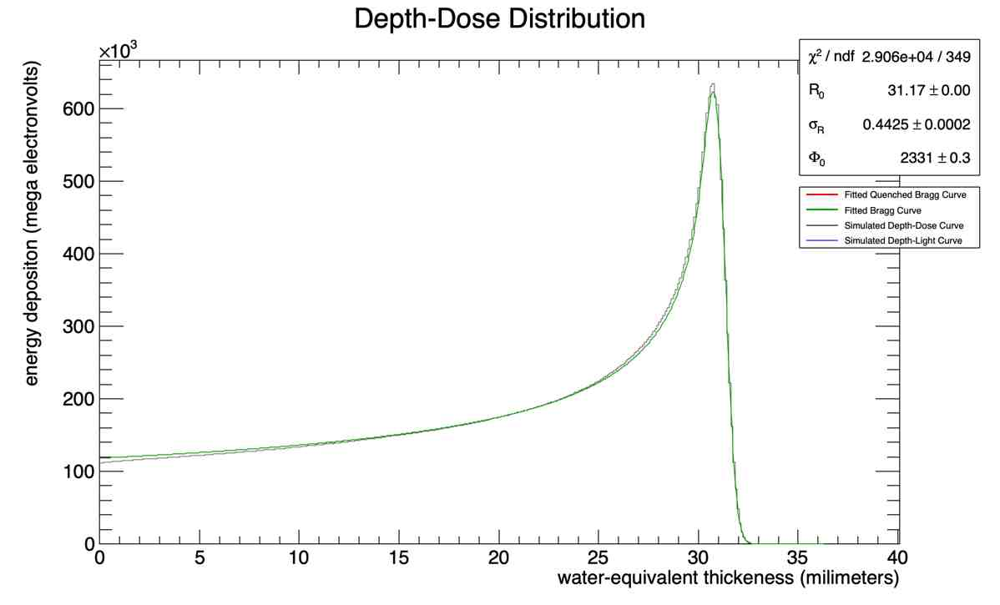 Depth-Dose Distribution
×10³
χ² / ndf 2.906e+04 / 349
R₀ 31.17 ± 0.00
σR 0.4425 ± 0.0002
Φ₀ 2331 ± 0.3
Fitted Quenched Bragg Curve
Fitted Bragg Curve
Simulated Depth-Dose Curve
Simulated Depth-Light Curve
energy depositon (mega electronvolts)
600
500
400
300
200
100
0
0 5 10 15 20 25 30 35 40
water-equivalent thickeness (milimeters)